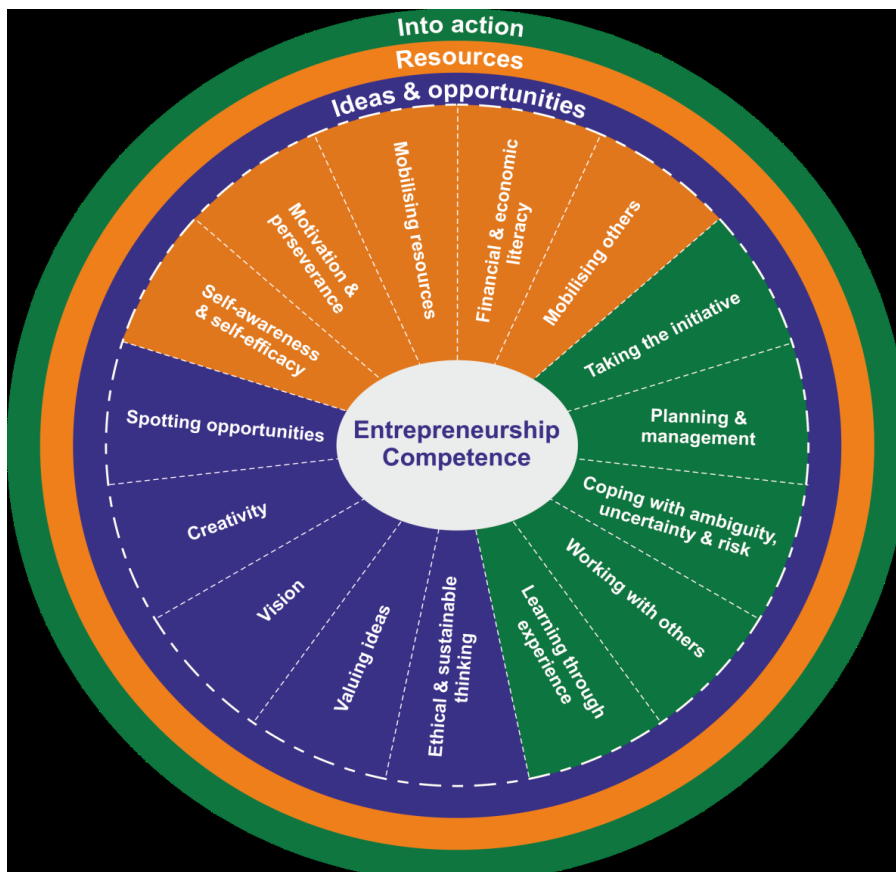 Into action
Resources
Ideas & opportunities
Self-awareness
& self-efficacy
Motivation &
perseverance
Mobilising resources
Financial & economic
literacy
Mobilising others
Taking the initiative
Planning &
management
Coping with ambiguity,
uncertainty & risk
Working with others
Learning through
experience
Ethical & sustainable
thinking
Valuing ideas
Vision
Creativity
Spotting opportunities
Entrepreneurship
Competence